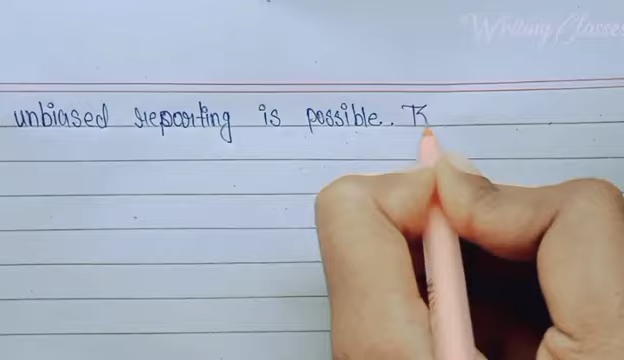 Writing Classes
unbiased reporting is possible.